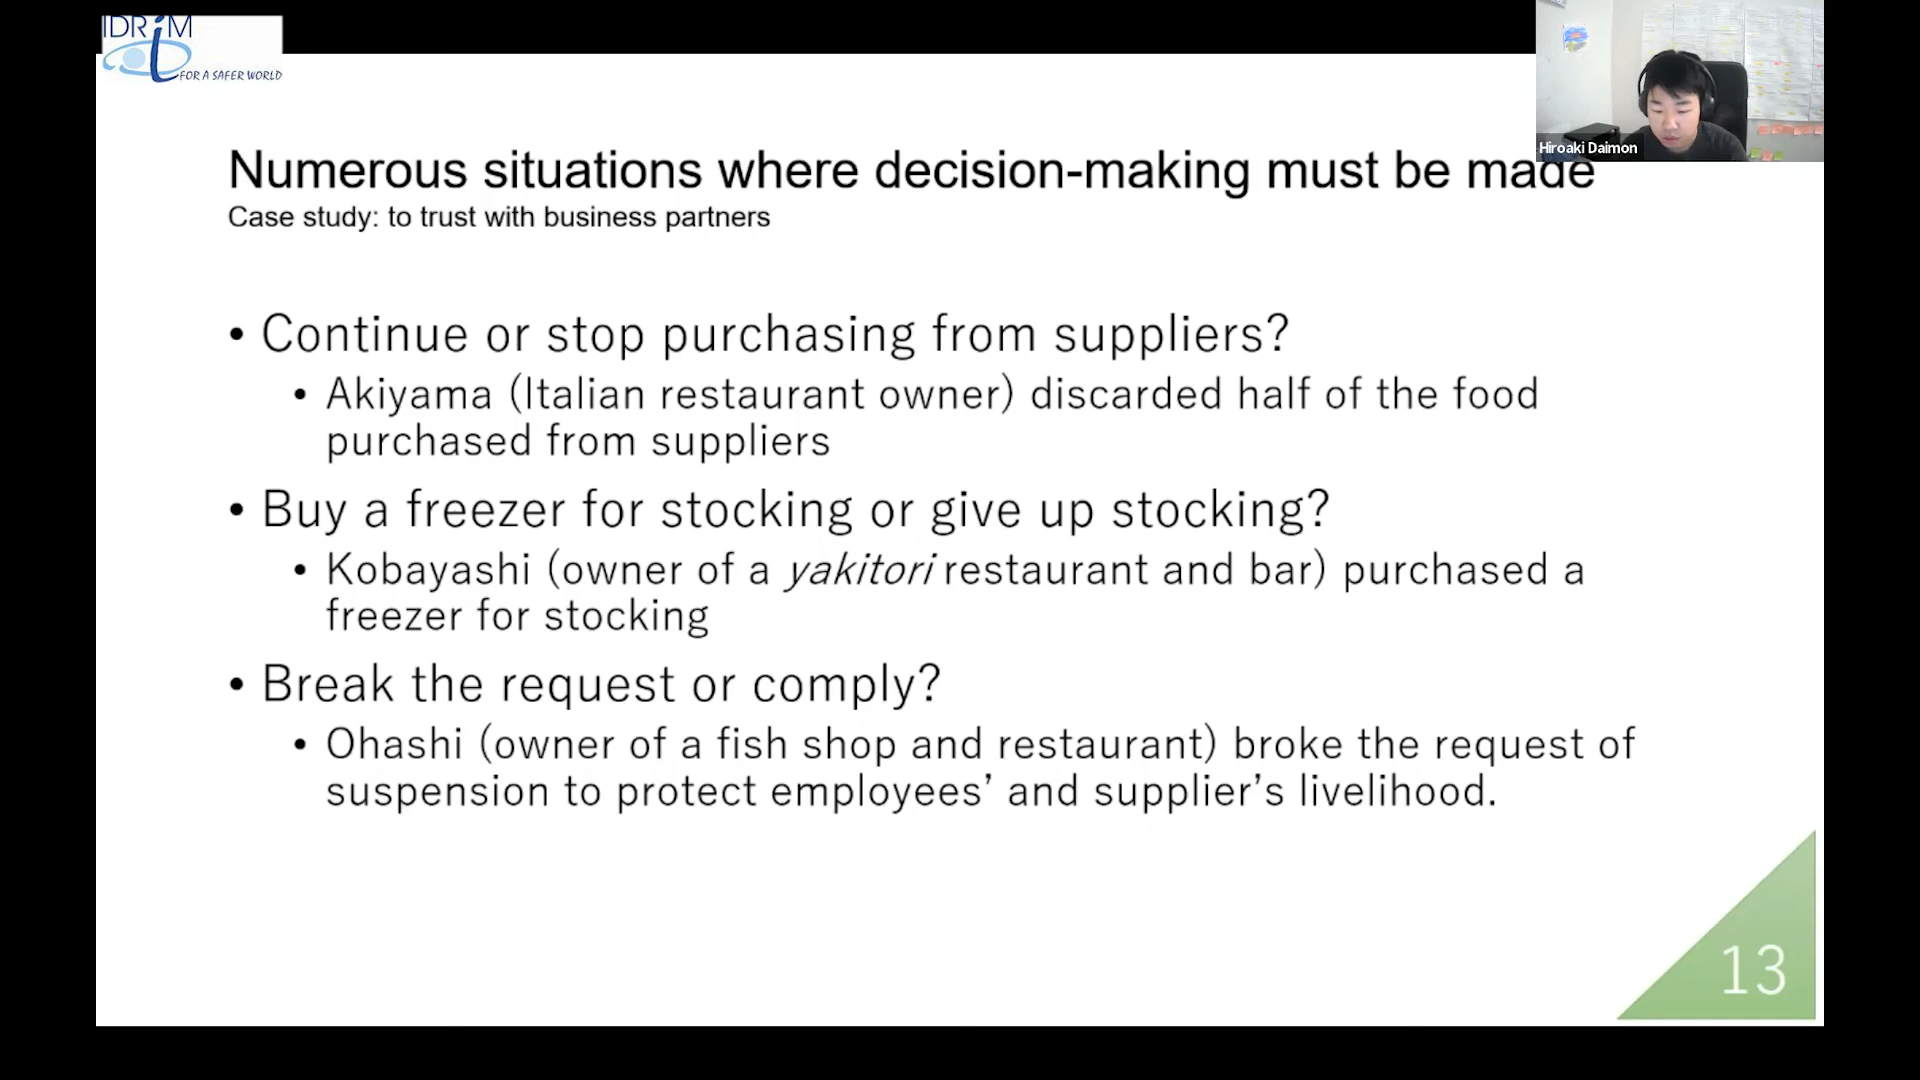 IDRiM
FOR A SAFER WORLD
Hiroaki Daimon
Numerous situations where decision-making must be made
Case study: to trust with business partners
• Continue or stop purchasing from suppliers?
• Akiyama (Italian restaurant owner) discarded half of the food
purchased from suppliers
• Buy a freezer for stocking or give up stocking?
• Kobayashi (owner of a yakitori restaurant and bar) purchased a
freezer for stocking
• Break the request or comply?
• Ohashi (owner of a fish shop and restaurant) broke the request of
suspension to protect employees’ and supplier’s livelihood.
13